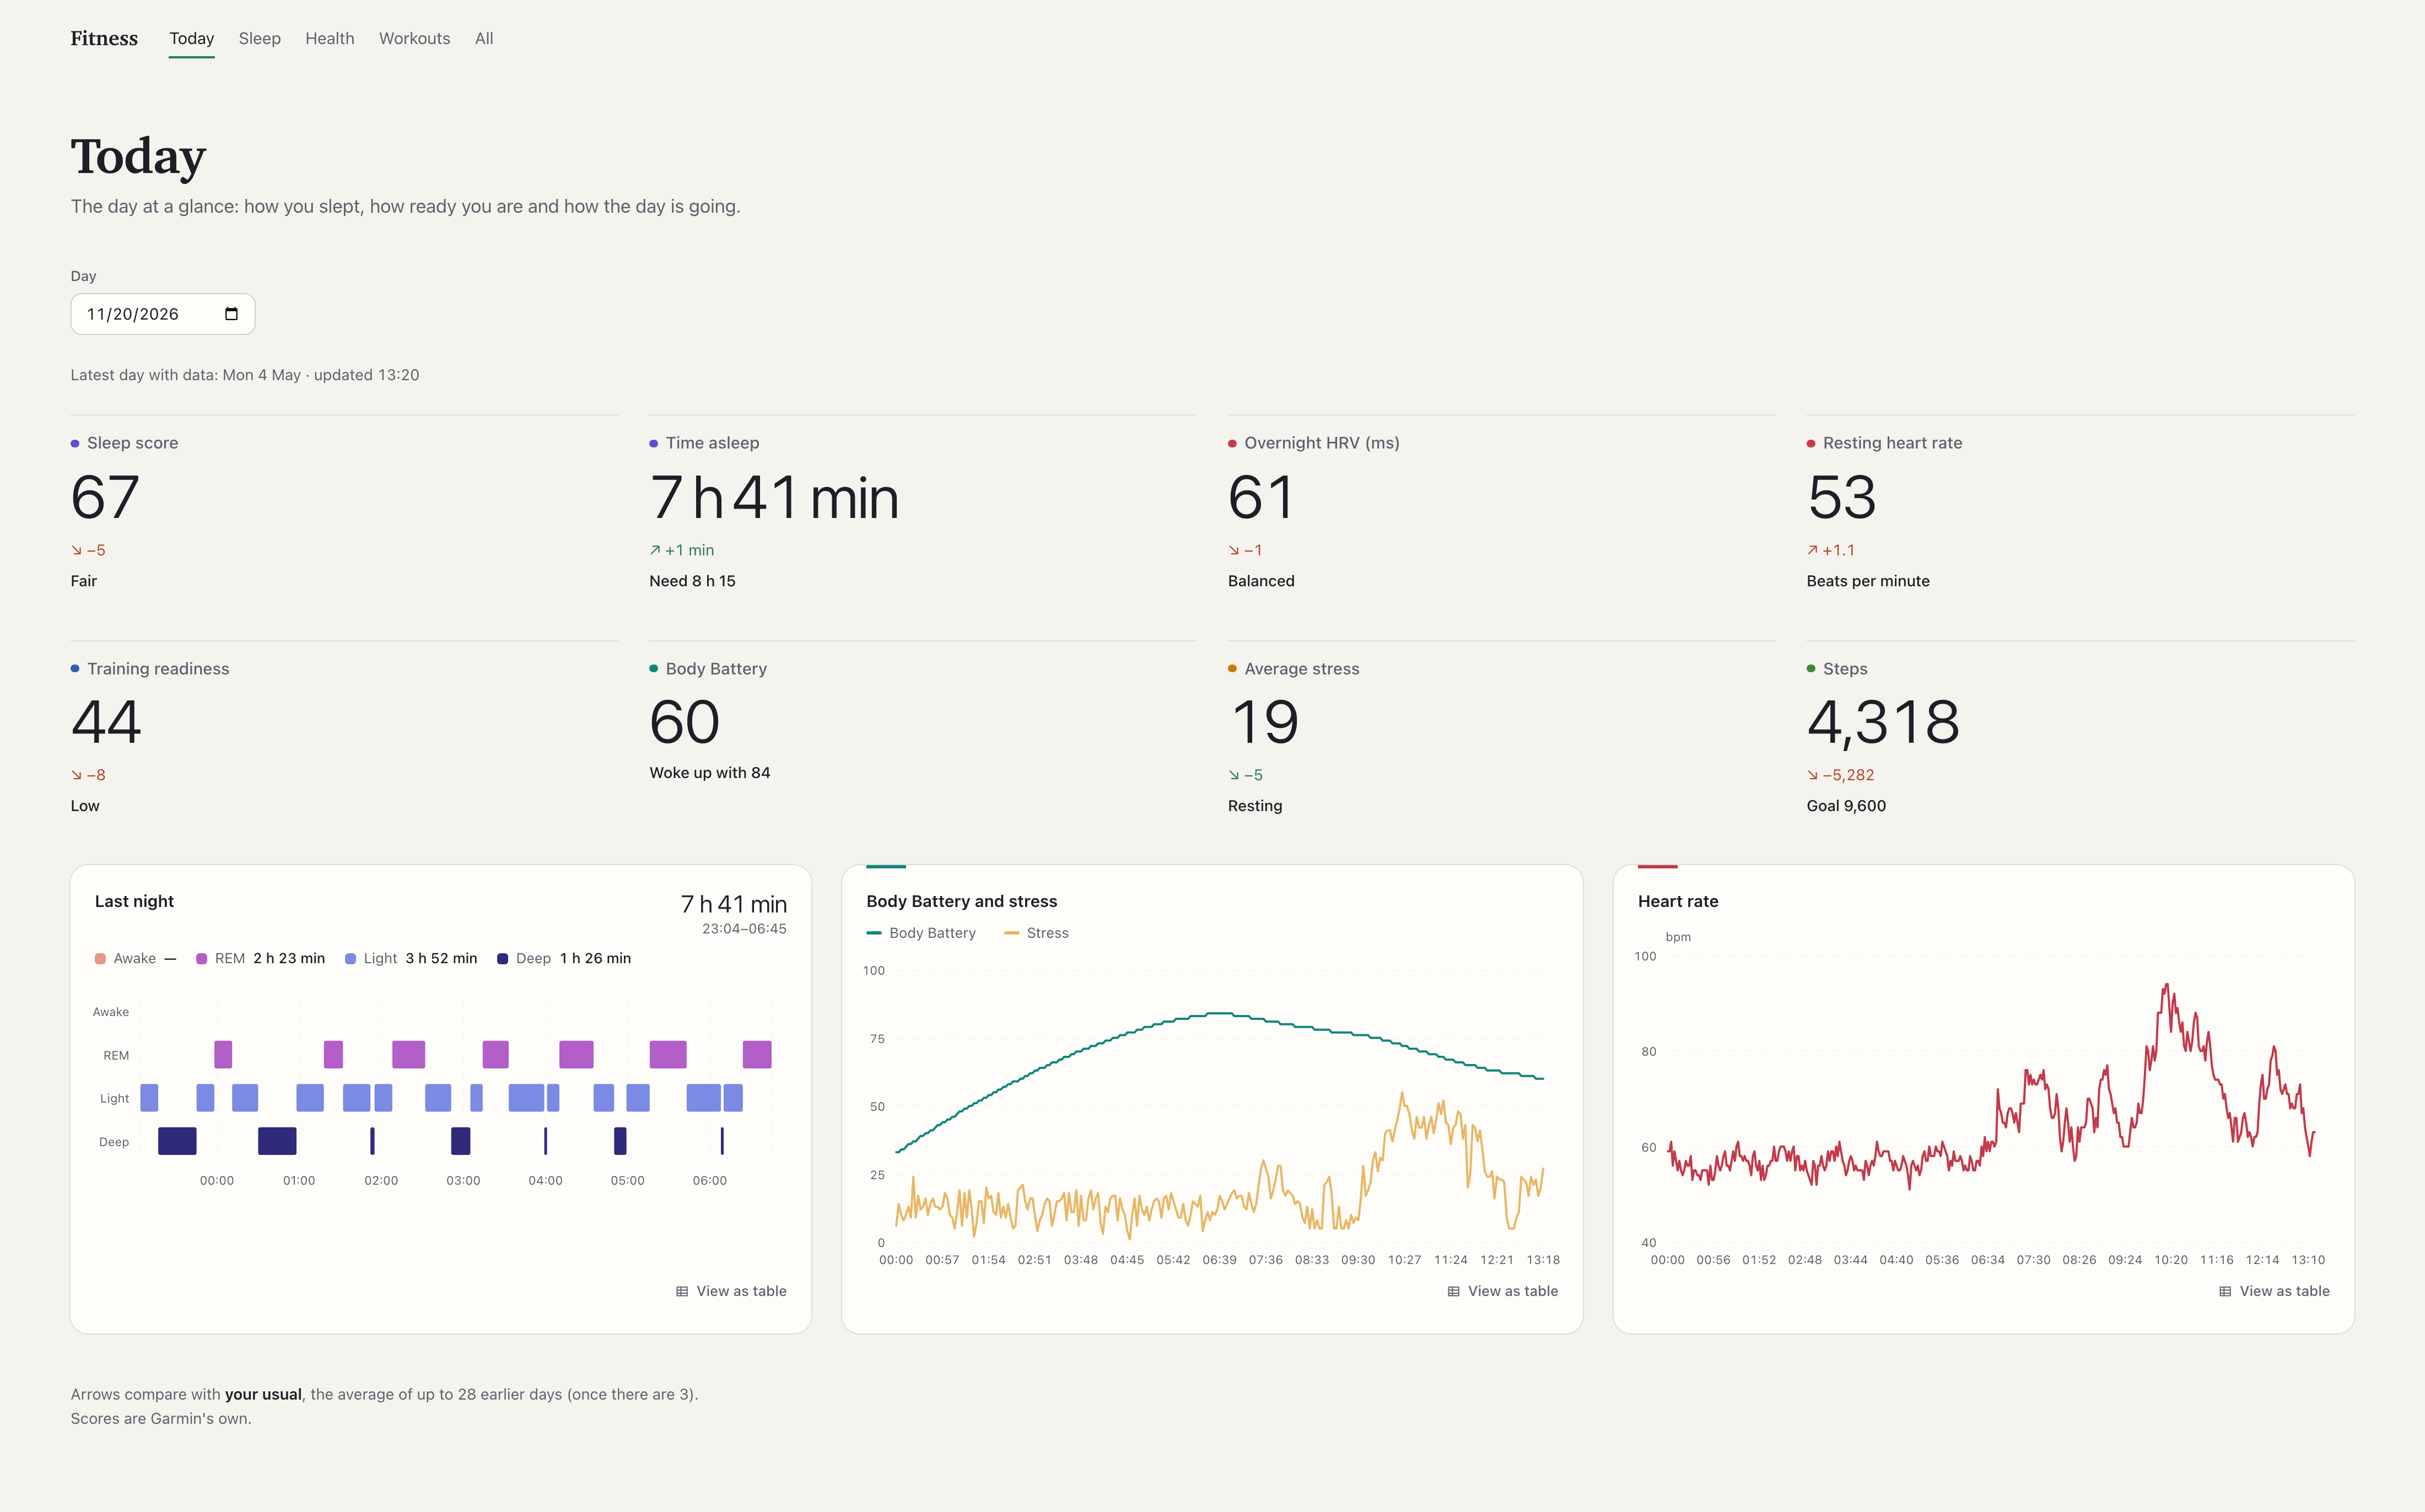 Fitness Today Sleep Health Workouts All
Today
The day at a glance: how you slept, how ready you are and how the day is going.
Day
11/20/2026
Latest day with data: Mon 4 May · updated 13:20
Sleep score
67
↘ −5
Fair
Time asleep
7 h 41 min
↗ +1 min
Need 8 h 15
Overnight HRV (ms)
61
↘ −1
Balanced
Resting heart rate
53
↗ +1.1
Beats per minute
Training readiness
44
↘ −8
Low
Body Battery
60
Woke up with 84
Average stress
19
↘ −5
Resting
Steps
4,318
↘ −5,282
Goal 9,600
Last night
7 h 41 min
23:04–06:45
Awake — REM 2 h 23 min Light 3 h 52 min Deep 1 h 26 min
Awake
REM
Light
Deep
00:00 01:00 02:00 03:00 04:00 05:00 06:00
View as table
Body Battery and stress
Body Battery Stress
100
75
50
25
0
00:00 00:57 01:54 02:51 03:48 04:45 05:42 06:39 07:36 08:33 09:30 10:27 11:24 12:21 13:18
View as table
Heart rate
bpm
100
80
60
40
00:00 00:56 01:52 02:48 03:44 04:40 05:36 06:34 07:30 08:26 09:24 10:20 11:16 12:14 13:10
View as table
Arrows compare with your usual, the average of up to 28 earlier days (once there are 3).
Scores are Garmin's own.